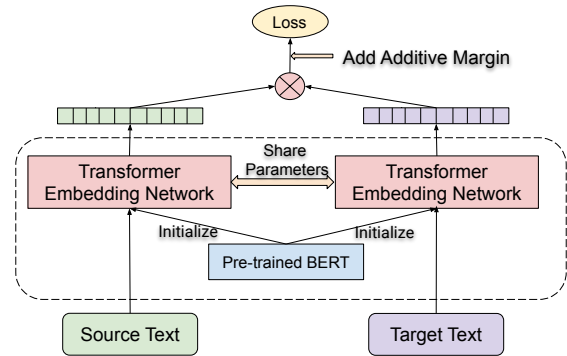 Loss
Add Additive Margin
Transformer
Embedding Network
Share
Parameters
Transformer
Embedding Network
Initialize
Initialize
Pre-trained BERT
Source Text
Target Text